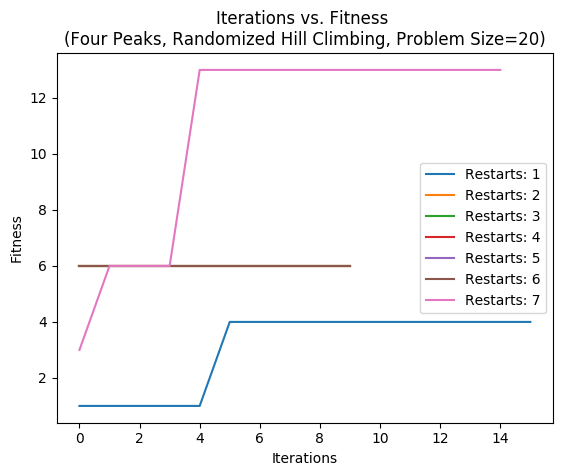 Iterations vs. Fitness
(Four Peaks, Randomized Hill Climbing, Problem Size=20)
12
10
8
6
4
2
Fitness
Restarts: 1
Restarts: 2
Restarts: 3
Restarts: 4
Restarts: 5
Restarts: 6
Restarts: 7
0 2 4 6 8 10 12 14
Iterations